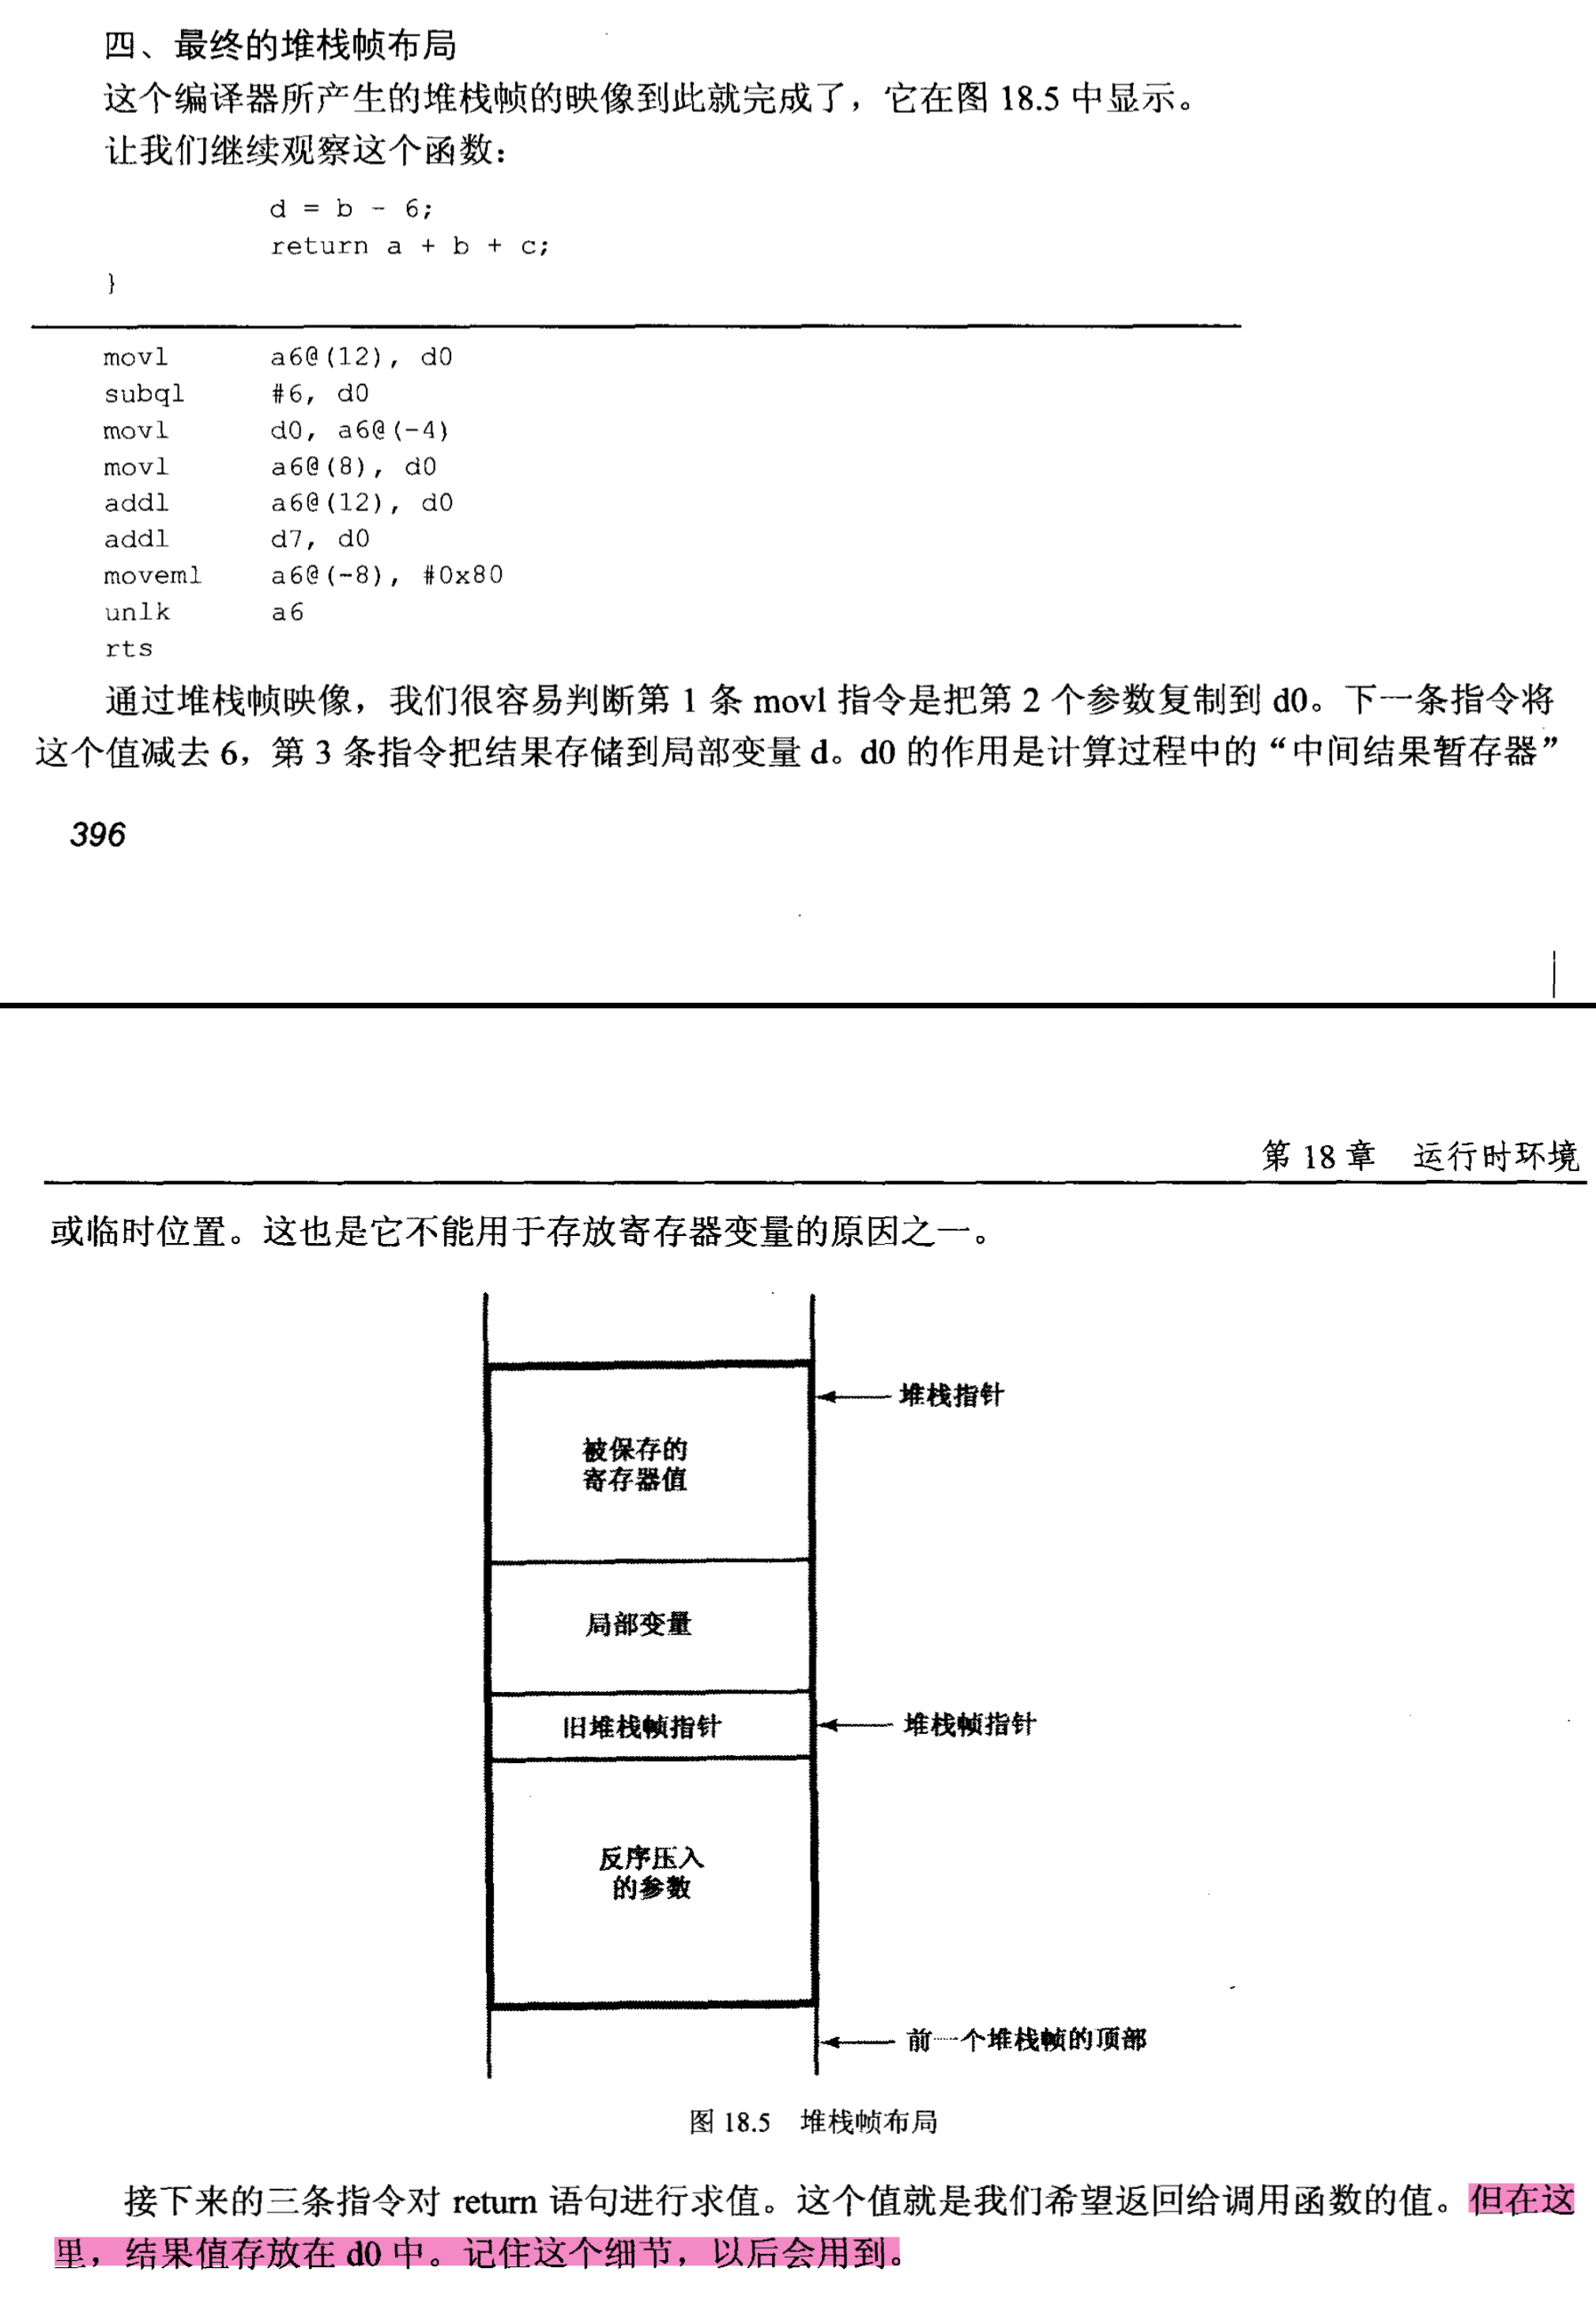 四、最终的堆栈帧布局
这个编译器所产生的堆栈帧的映像到此就完成了，它在图 18.5 中显示。
让我们继续观察这个函数：
d = b - 6;
return a + b + c;
}
movl a6@(12), d0
subql #6, d0
movl d0, a6@(-4)
movl a6@(8), d0
addl a6@(12), d0
addl d7, d0
moveml a6@(-8), #0x80
unlk a6
rts
通过堆栈帧映像，我们很容易判断第 1 条 movl 指令是把第 2 个参数复制到 d0。下一条指令将
这个值减去 6，第 3 条指令把结果存储到局部变量 d。d0 的作用是计算过程中的“中间结果暂存器”
396
第 18 章 运行时环境
或临时位置。这也是它不能用于存放寄存器变量的原因之一。
堆栈指针
被保存的
寄存器值
局部变量
旧堆栈帧指针
堆栈帧指针
反序压入
的参数
前一个堆栈帧的顶部
图 18.5 堆栈帧布局
接下来的三条指令对 return 语句进行求值。这个值就是我们希望返回给调用函数的值。但在这
里，结果值存放在 d0 中。记住这个细节，以后会用到。